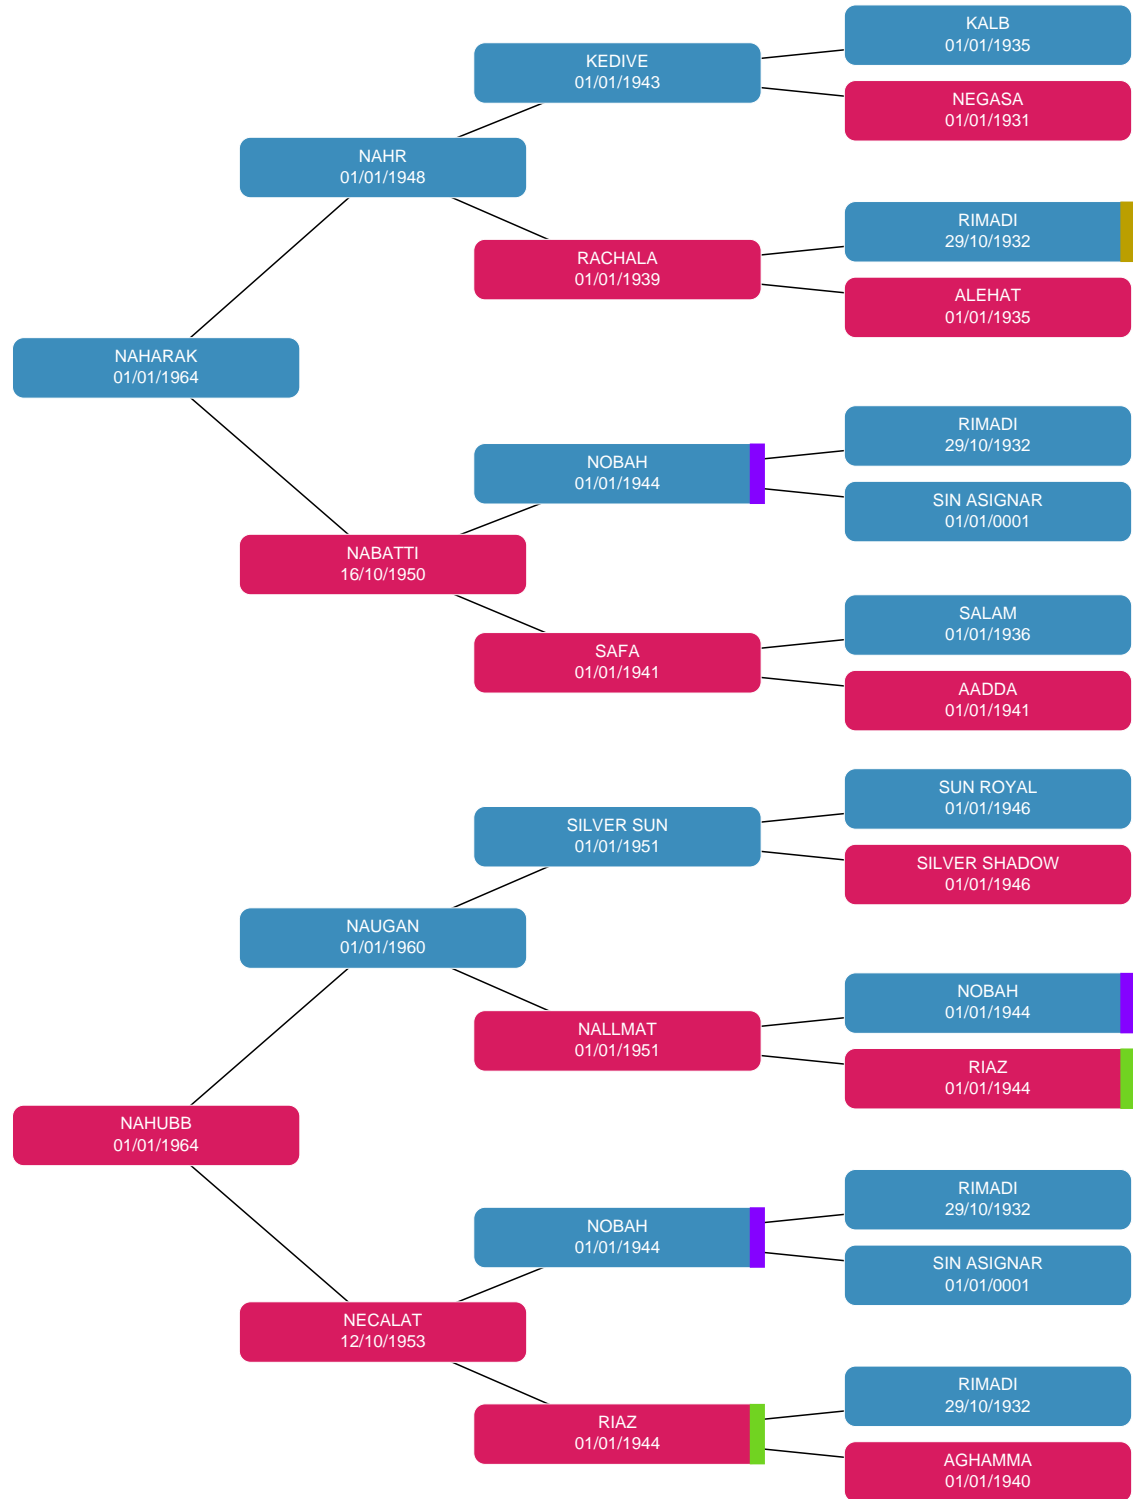 KALB
01/01/1935
KEDIVE
01/01/1943
NEGASA
01/01/1931
NAHR
01/01/1948
RIMADI
29/10/1932
RACHALA
01/01/1939
ALEHAT
01/01/1935
NAHARAK
01/01/1964
RIMADI
29/10/1932
NOBAH
01/01/1944
SIN ASIGNAR
01/01/0001
NABATTI
16/10/1950
SALAM
01/01/1936
SAFA
01/01/1941
AADDA
01/01/1941
SUN ROYAL
01/01/1946
SILVER SUN
01/01/1951
SILVER SHADOW
01/01/1946
NAUGAN
01/01/1960
NOBAH
01/01/1944
NALLMAT
01/01/1951
RIAZ
01/01/1944
NAHUBB
01/01/1964
RIMADI
29/10/1932
NOBAH
01/01/1944
SIN ASIGNAR
01/01/0001
NECALAT
12/10/1953
RIMADI
29/10/1932
RIAZ
01/01/1944
AGHAMMA
01/01/1940